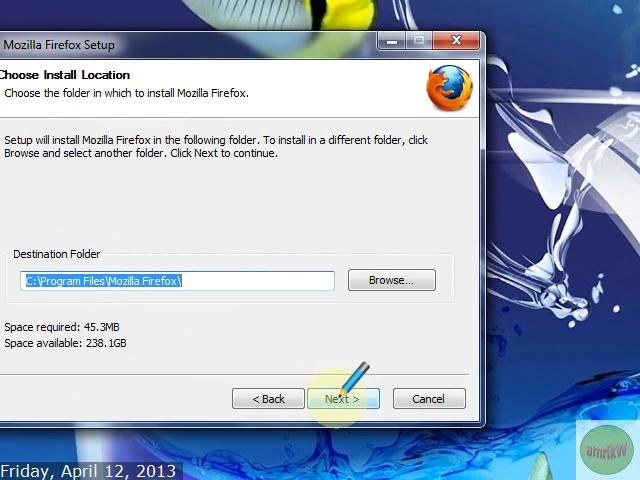 Mozilla Firefox Setup
Choose Install Location
Choose the folder in which to install Mozilla Firefox.
Setup will install Mozilla Firefox in the following folder. To install in a different folder, click
Browse and select another folder. Click Next to continue.
Destination Folder
C:\Program Files\Mozilla Firefox\
Browse...
Space required: 45.3MB
Space available: 238.1GB
< Back
Next >
Cancel
Friday, April 12, 2013
amrikW